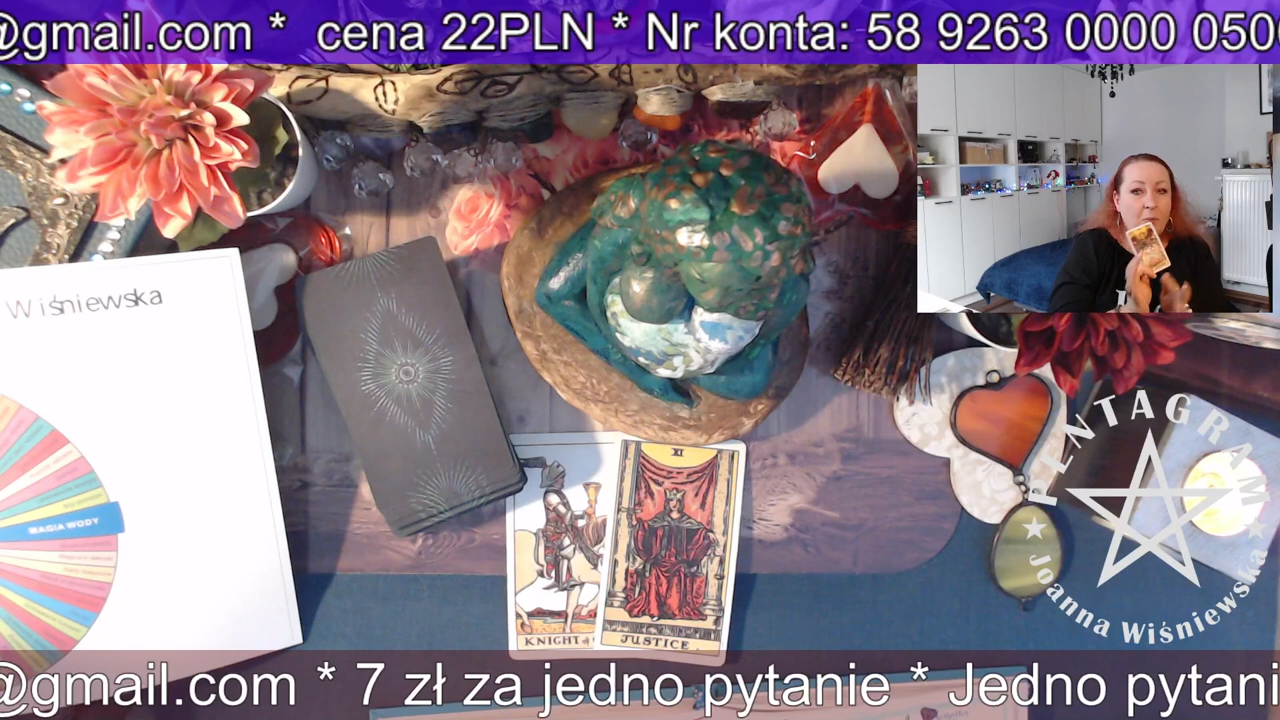 @gmail.com * cena 22PLN * Nr konta: 58 9263 0000 050
Wiśniewska
MAGIA WODY
XI
KNIGHT of
JUSTICE
PENTAGRAM
Joanna Wiśniewska
@gmail.com * 7 zł za jedno pytanie * Jedno pytani